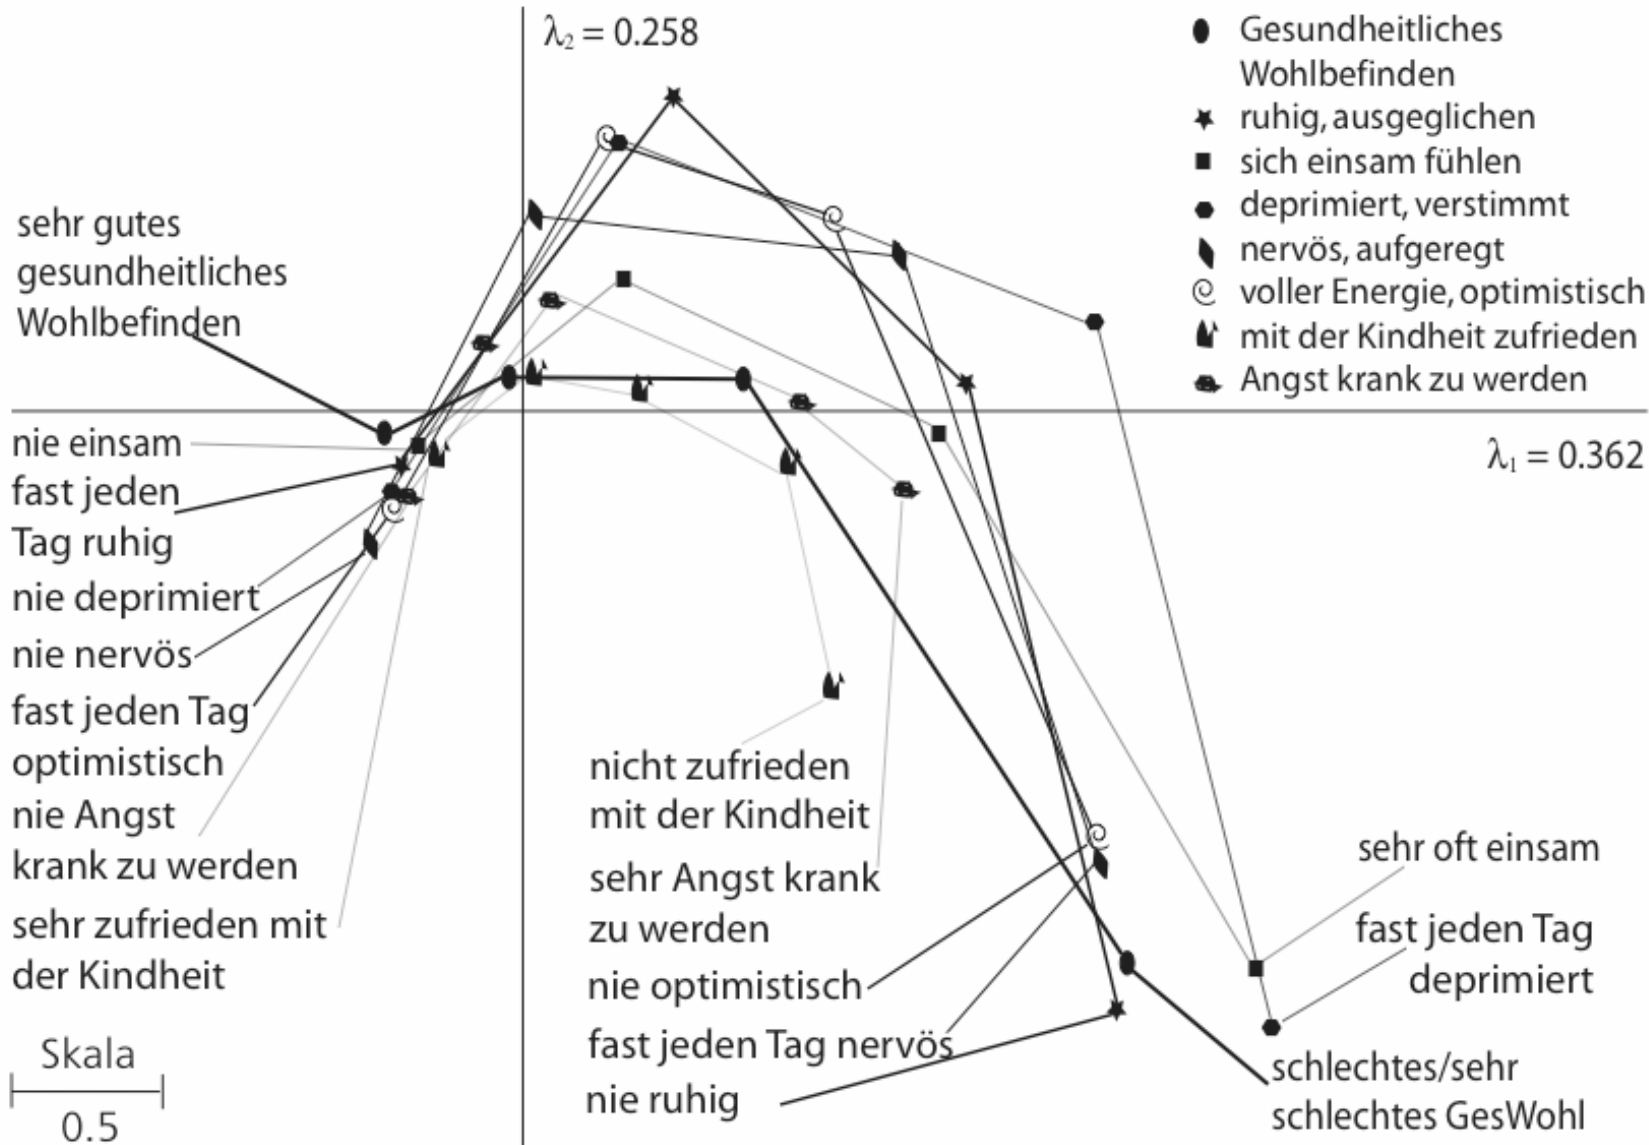 λ₂ = 0.258
Gesundheitliches
Wohlbefinden
ruhig, ausgeglichen
sich einsam fühlen
deprimiert, verstimmt
nervös, aufgeregt
voller Energie, optimistisch
mit der Kindheit zufrieden
Angst krank zu werden
sehr gutes
gesundheitliches
Wohlbefinden
λ₁ = 0.362
nie einsam
fast jeden
Tag ruhig
nie deprimiert
nie nervös
fast jeden Tag
optimistisch
nie Angst
krank zu werden
sehr zufrieden mit
der Kindheit
nicht zufrieden
mit der Kindheit
sehr Angst krank
zu werden
nie optimistisch
fast jeden Tag nervös
nie ruhig
sehr oft einsam
fast jeden Tag
deprimiert
schlechtes/sehr
schlechtes GesWohl
Skala
0.5